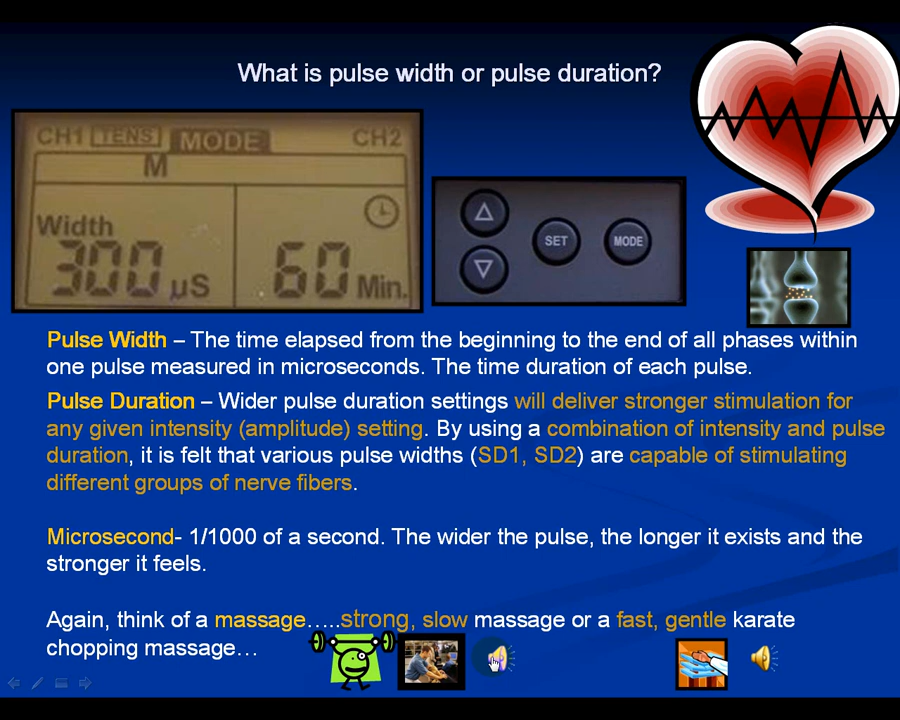 What is pulse width or pulse duration?
CH1 TENS MODE CH2
M
Width
300 µS 60 Min.
SET MODE
Pulse Width – The time elapsed from the beginning to the end of all phases within
one pulse measured in microseconds. The time duration of each pulse.
Pulse Duration – Wider pulse duration settings will deliver stronger stimulation for
any given intensity (amplitude) setting. By using a combination of intensity and pulse
duration, it is felt that various pulse widths (SD1, SD2) are capable of stimulating
different groups of nerve fibers.
Microsecond- 1/1000 of a second. The wider the pulse, the longer it exists and the
stronger it feels.
Again, think of a massage…..strong, slow massage or a fast, gentle karate
chopping massage…